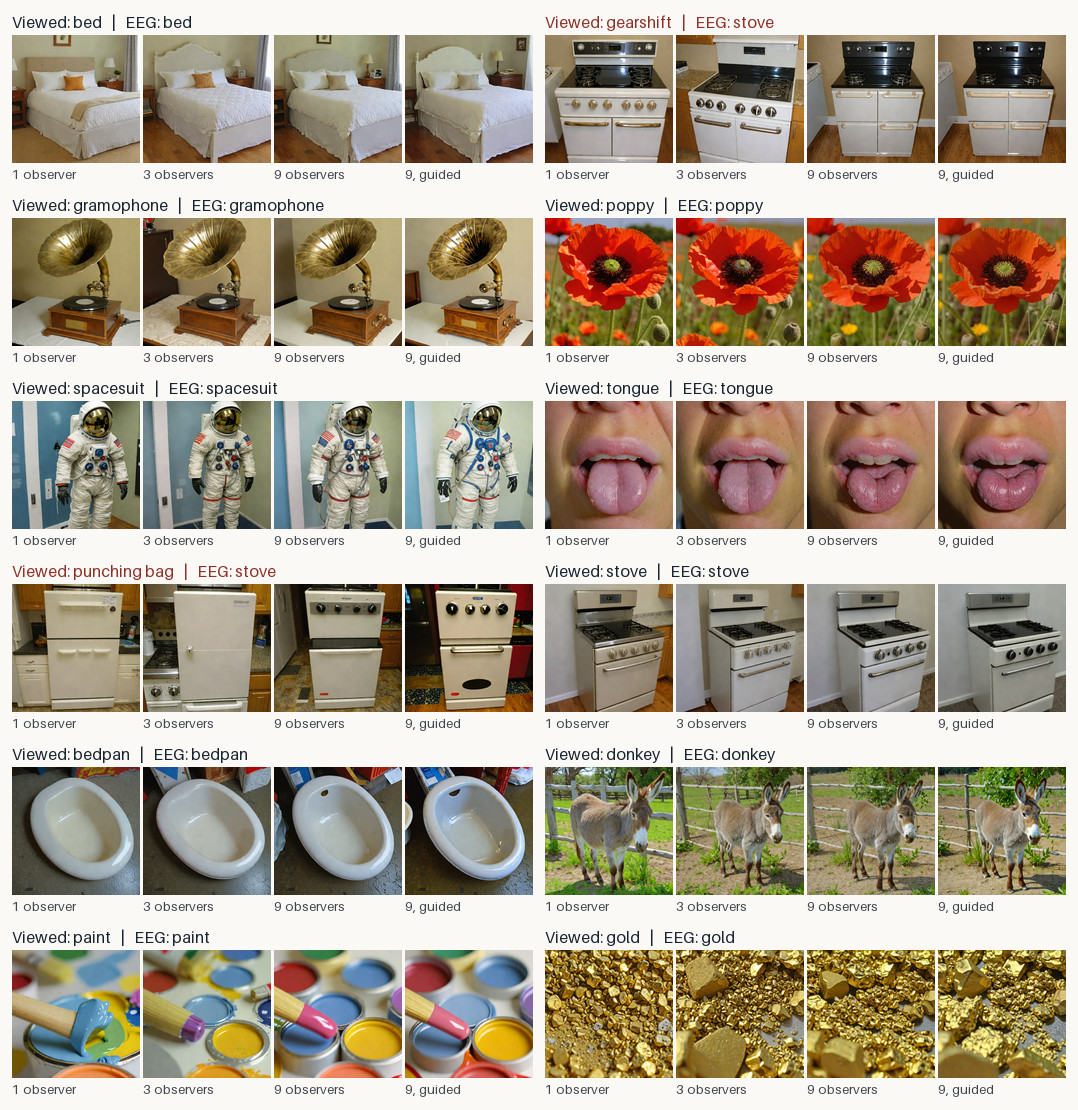 Viewed: bed | EEG: bed
1 observer 3 observers 9 observers 9, guided
Viewed: gearshift | EEG: stove
1 observer 3 observers 9 observers 9, guided
Viewed: gramophone | EEG: gramophone
1 observer 3 observers 9 observers 9, guided
Viewed: poppy | EEG: poppy
1 observer 3 observers 9 observers 9, guided
Viewed: spacesuit | EEG: spacesuit
1 observer 3 observers 9 observers 9, guided
Viewed: tongue | EEG: tongue
1 observer 3 observers 9 observers 9, guided
Viewed: punching bag | EEG: stove
1 observer 3 observers 9 observers 9, guided
Viewed: stove | EEG: stove
1 observer 3 observers 9 observers 9, guided
Viewed: bedpan | EEG: bedpan
1 observer 3 observers 9 observers 9, guided
Viewed: donkey | EEG: donkey
1 observer 3 observers 9 observers 9, guided
Viewed: paint | EEG: paint
1 observer 3 observers 9 observers 9, guided
Viewed: gold | EEG: gold
1 observer 3 observers 9 observers 9, guided